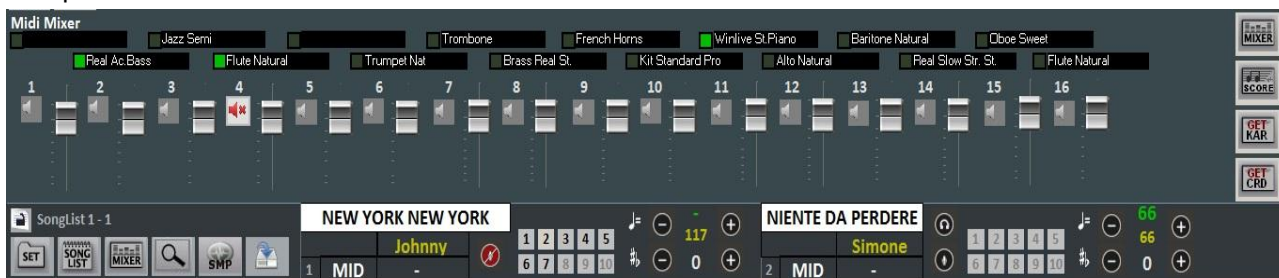 Midi Mixer
Jazz Semi Trombone French Horns Winlive St.Piano Baritone Natural Oboe Sweet
Real Ac.Bass Flute Natural Trumpet Nat Brass Real St. Kit Standard Pro Alto Natural Real Slow Str. St. Flute Natural
1 2 3 4 5 6 7 8 9 10 11 12 13 14 15 16
MIXER
SCORE
GET KAR
GET CRD
SongList 1 - 1
SET
SONG LIST
MIXER
SMP
NEW YORK NEW YORK
Johnny
1 MID -
1 2 3 4 5
6 7 8 9 10
-
117
0
NIENTE DA PERDERE
Simone
2 MID -
1 2 3 4 5
6 7 8 9 10
66
66
0